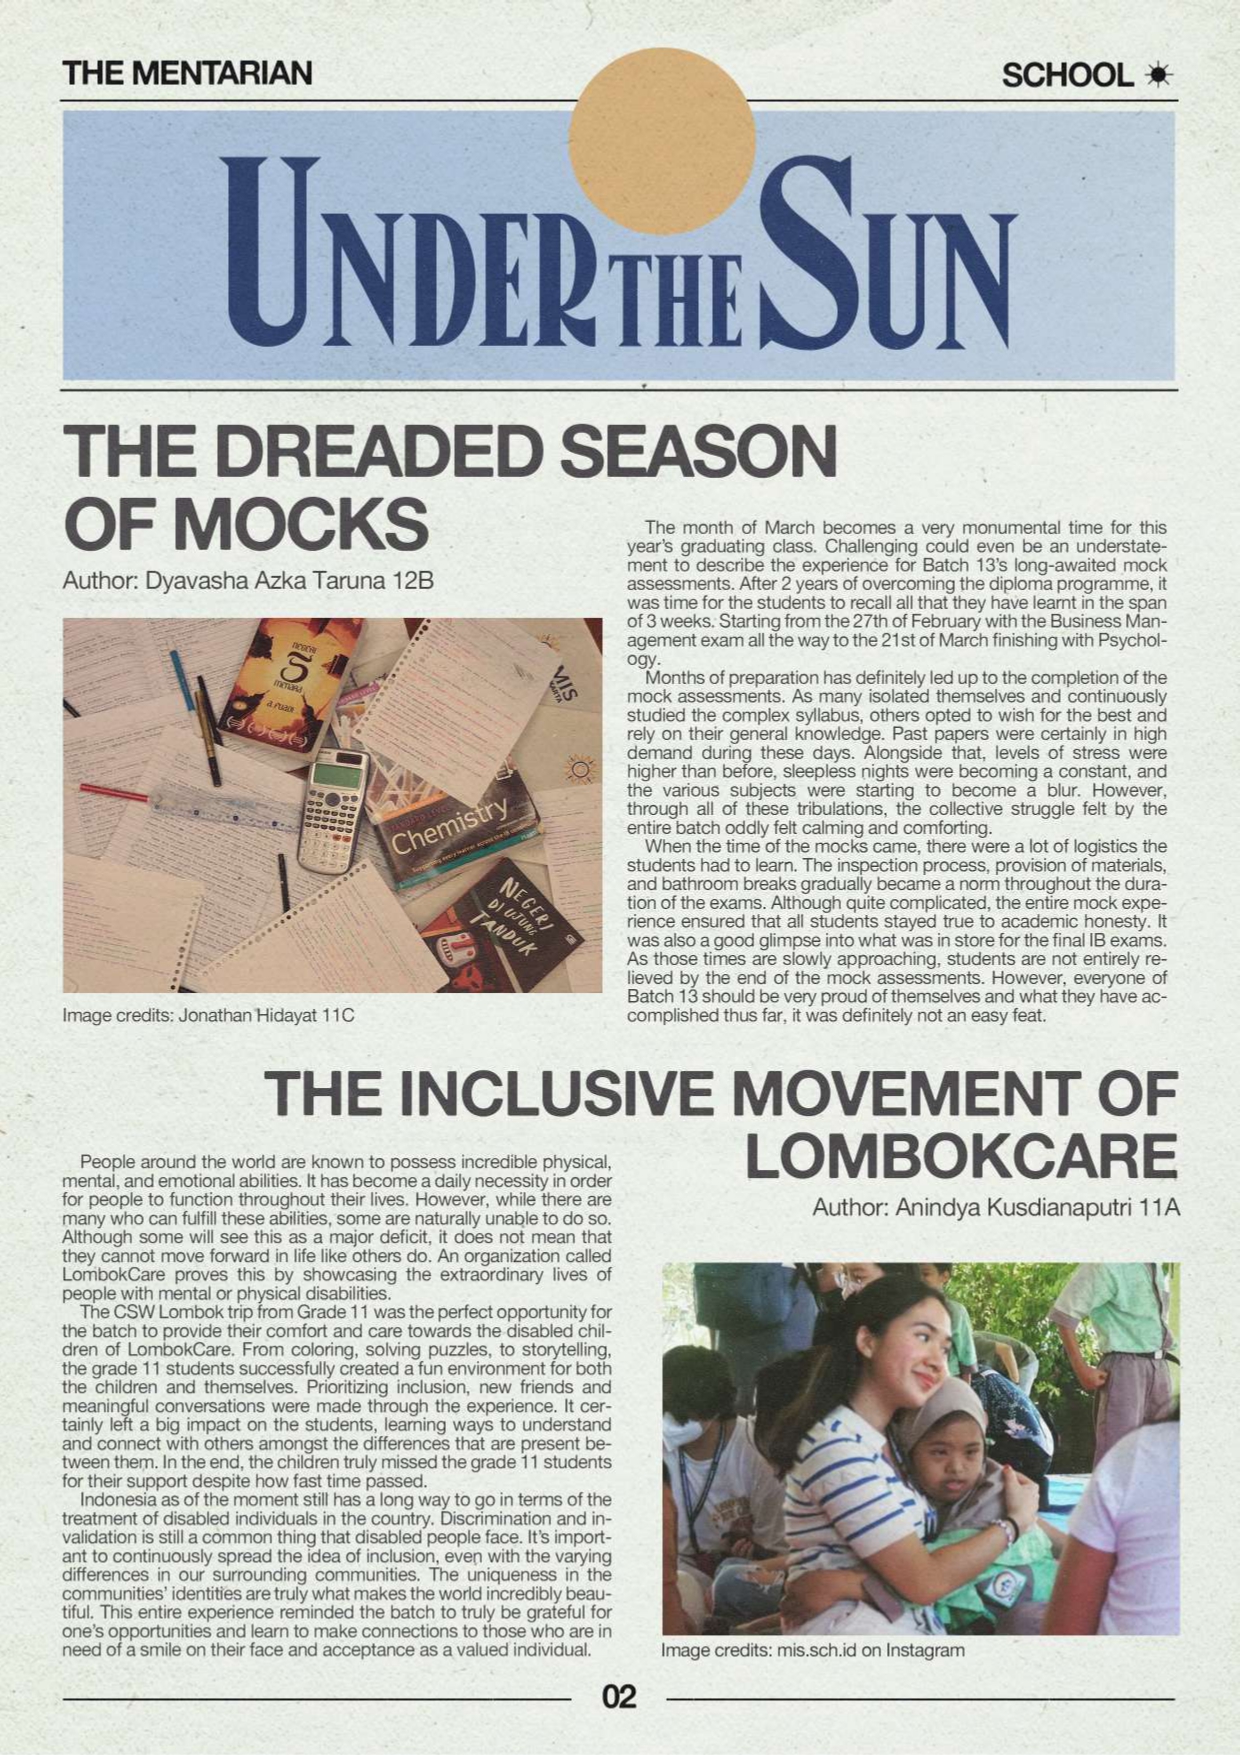 THE MENTARIAN
SCHOOL
UNDER THE SUN
THE DREADED SEASON
OF MOCKS
Author: Dyavasha Azka Taruna 12B
NEGERI
5
MENARA
A. FUADI
MIS
Chemistry
NEGERI
DI UJUNG
TANDUK
Image credits: Jonathan Hidayat 11C
The month of March becomes a very monumental time for this
year's graduating class. Challenging could even be an understate-
ment to describe the experience for Batch 13's long-awaited mock
assessments. After 2 years of overcoming the diploma programme, it
was time for the students to recall all that they have learnt in the span
of 3 weeks. Starting from the 27th of February with the Business Man-
agement exam all the way to the 21st of March finishing with Psychol-
ogy.
Months of preparation has definitely led up to the completion of the
mock assessments. As many isolated themselves and continuously
studied the complex syllabus, others opted to wish for the best and
rely on their general knowledge. Past papers were certainly in high
demand during these days. Alongside that, levels of stress were
higher than before, sleepless nights were becoming a constant, and
the various subjects were starting to become a blur. However,
through all of these tribulations, the collective struggle felt by the
entire batch oddly felt calming and comforting.
When the time of the mocks came, there were a lot of logistics the
students had to learn. The inspection process, provision of materials,
and bathroom breaks gradually became a norm throughout the dura-
tion of the exams. Although quite complicated, the entire mock expe-
rience ensured that all students stayed true to academic honesty. It
was also a good glimpse into what was in store for the final IB exams.
As those times are slowly approaching, students are not entirely re-
lieved by the end of the mock assessments. However, everyone of
Batch 13 should be very proud of themselves and what they have ac-
complished thus far, it was definitely not an easy feat.
THE INCLUSIVE MOVEMENT OF
LOMBOKCARE
Author: Anindya Kusdianaputri 11A
People around the world are known to possess incredible physical,
mental, and emotional abilities. It has become a daily necessity in order
for people to function throughout their lives. However, while there are
many who can fulfill these abilities, some are naturally unable to do so.
Although some will see this as a major deficit, it does not mean that
they cannot move forward in life like others do. An organization called
LombokCare proves this by showcasing the extraordinary lives of
people with mental or physical disabilities.
The CSW Lombok trip from Grade 11 was the perfect opportunity for
the batch to provide their comfort and care towards the disabled chil-
dren of LombokCare. From coloring, solving puzzles, to storytelling,
the grade 11 students successfully created a fun environment for both
the children and themselves. Prioritizing inclusion, new friends and
meaningful conversations were made through the experience. It cer-
tainly left a big impact on the students, learning ways to understand
and connect with others amongst the differences that are present be-
tween them. In the end, the children truly missed the grade 11 students
for their support despite how fast time passed.
Indonesia as of the moment still has a long way to go in terms of the
treatment of disabled individuals in the country. Discrimination and in-
validation is still a common thing that disabled people face. It's import-
ant to continuously spread the idea of inclusion, even with the varying
differences in our surrounding communities. The uniqueness in the
communities' identities are truly what makes the world incredibly beau-
tiful. This entire experience reminded the batch to truly be grateful for
one's opportunities and learn to make connections to those who are in
need of a smile on their face and acceptance as a valued individual.
Image credits: mis.sch.id on Instagram
02